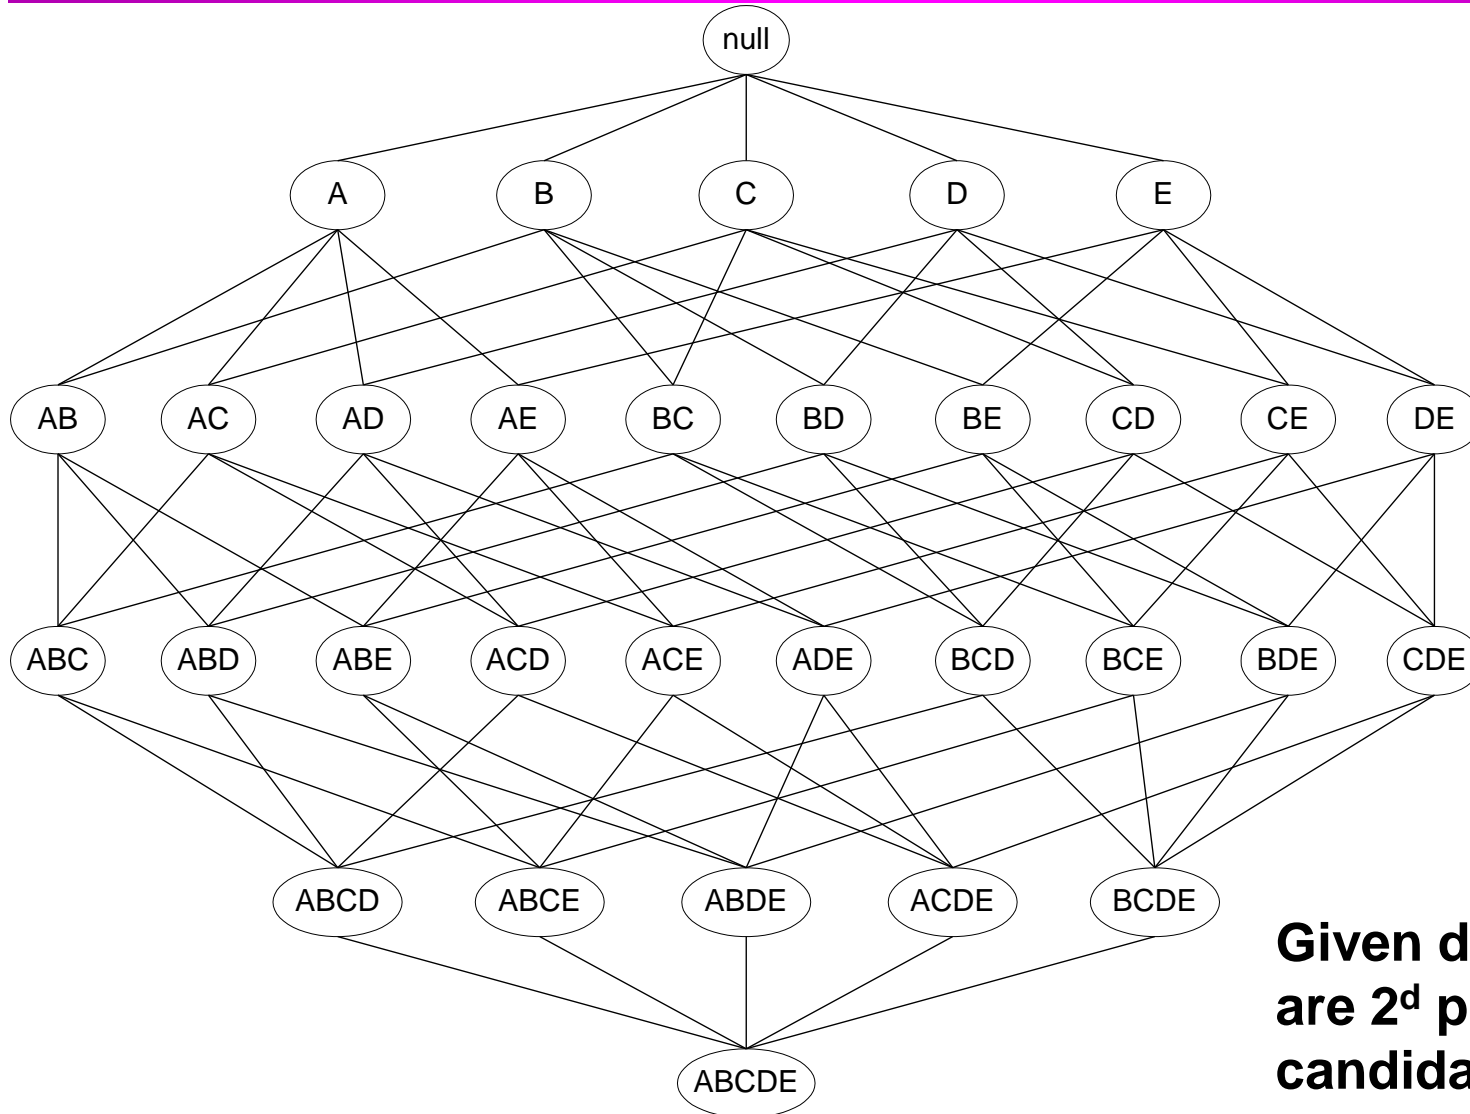 null
A B C D E
AB AC AD AE BC BD BE CD CE DE
ABC ABD ABE ACD ACE ADE BCD BCE BDE CDE
ABCD ABCE ABDE ACDE BCDE
Given d
are 2ᵈ p
candida
ABCDE